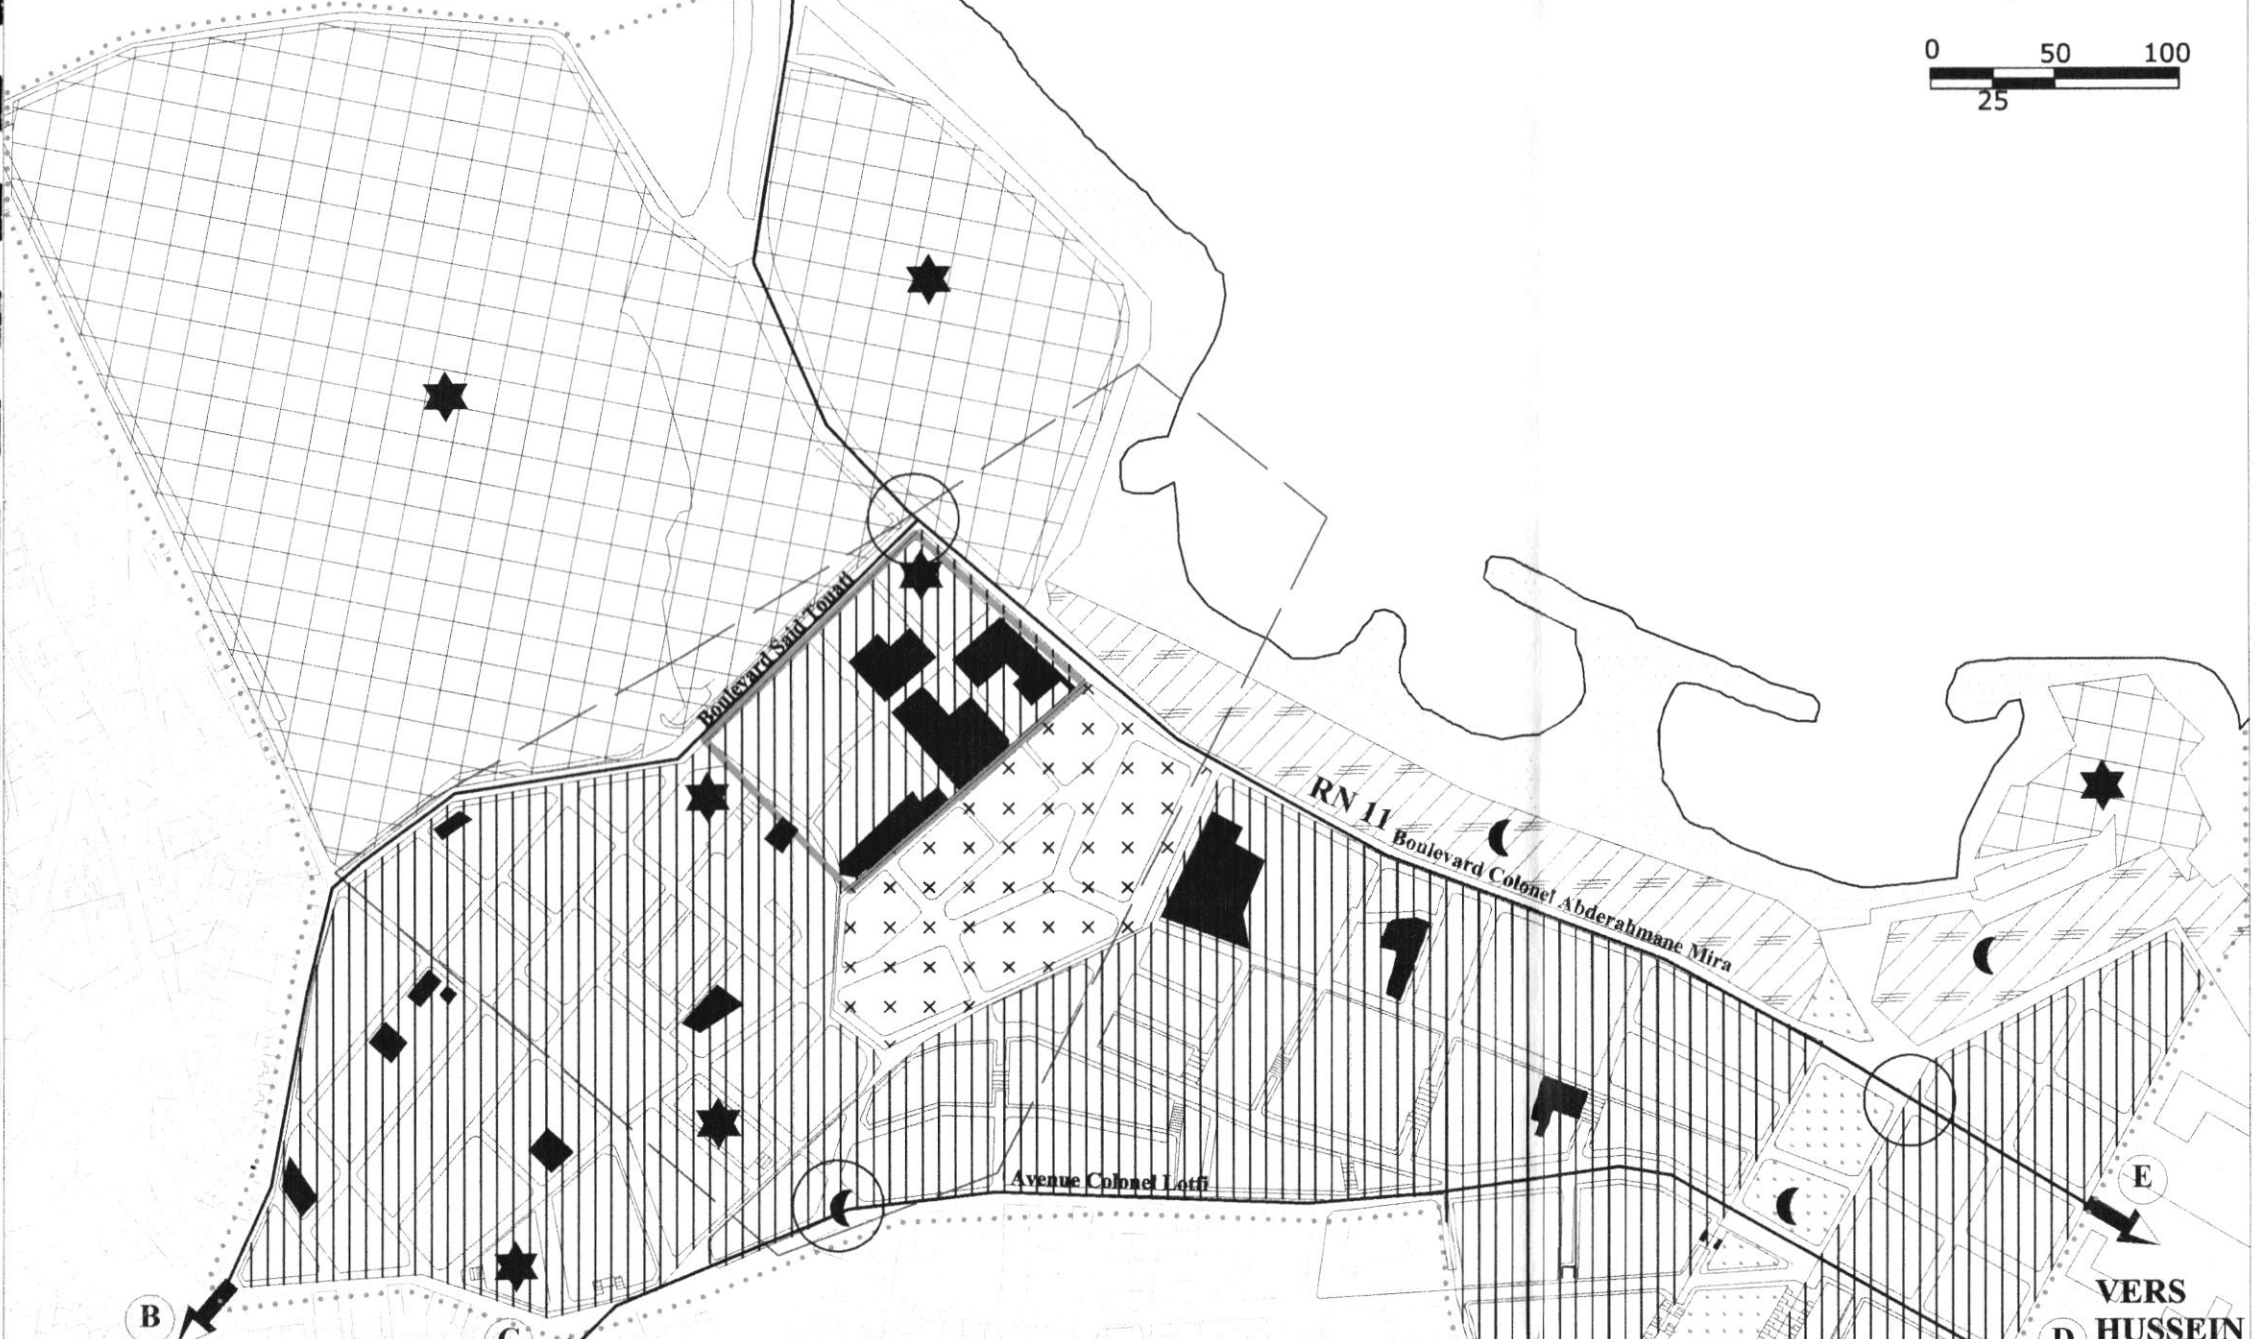 0 50 100
25
Boulevard Said Touati
RN 11
Boulevard Colonel Abderahmane Mira
Avenue Colonel Lotfi
E
VERS
B
C
D
HUSSEIN